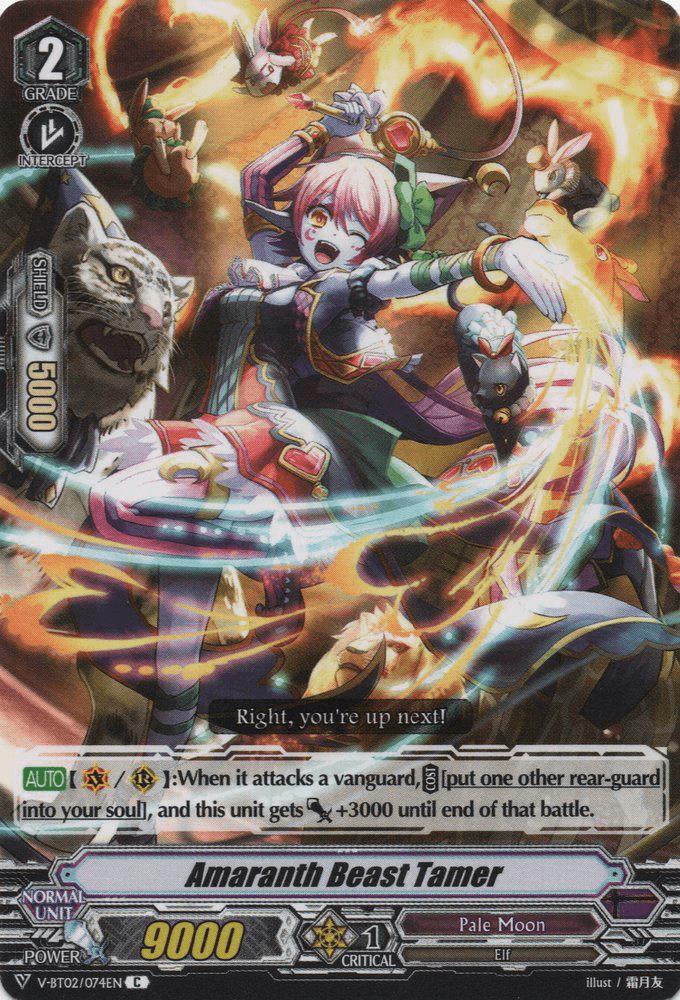 2
GRADE
INTERCEPT
SHIELD
5000
Right, you're up next!
AUTO【 V / R 】:When it attacks a vanguard, COST [put one other rear-guard
into your soul], and this unit gets +3000 until end of that battle.
Amaranth Beast Tamer
NORMAL
UNIT
POWER
9000
1
CRITICAL
Pale Moon
Elf
V-BT02/074EN C
illust / 霜月友